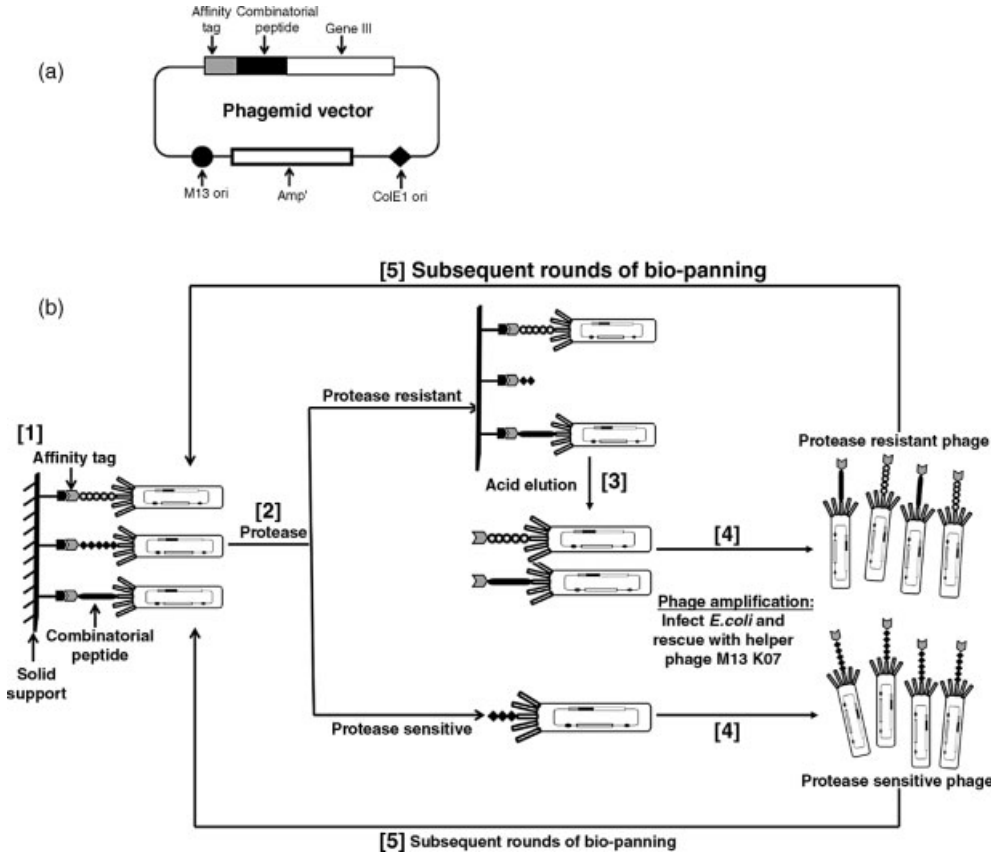 Affinity Combinatorial
tag peptide Gene III
(a)
Phagemid vector
M13 ori
Amp'
ColE1 ori
[5] Subsequent rounds of bio-panning
(b)
Protease resistant
[1]
Affinity tag
[2]
Protease
Acid elution
[3]
Protease resistant phage
[4]
Combinatorial
peptide
Solid
support
Phage amplification:
Infect E.coli and
rescue with helper
phage M13 K07
Protease sensitive
[4]
Protease sensitive phage
[5] Subsequent rounds of bio-panning